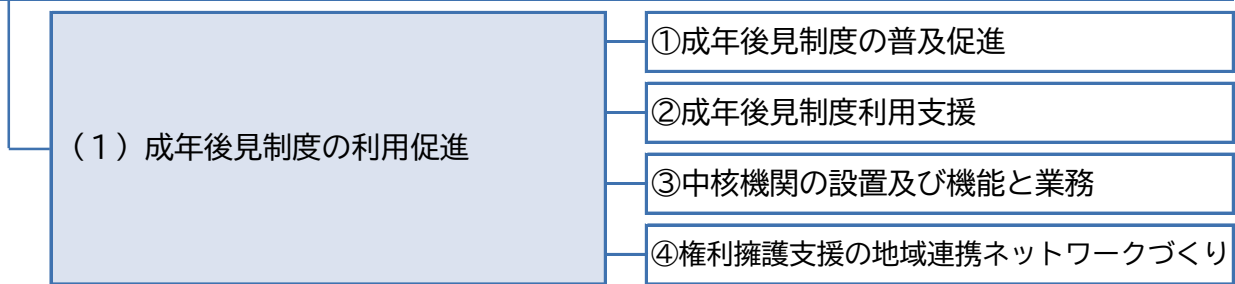 （１）成年後見制度の利用促進
①成年後見制度の普及促進
②成年後見制度利用支援
③中核機関の設置及び機能と業務
④権利擁護支援の地域連携ネットワークづくり